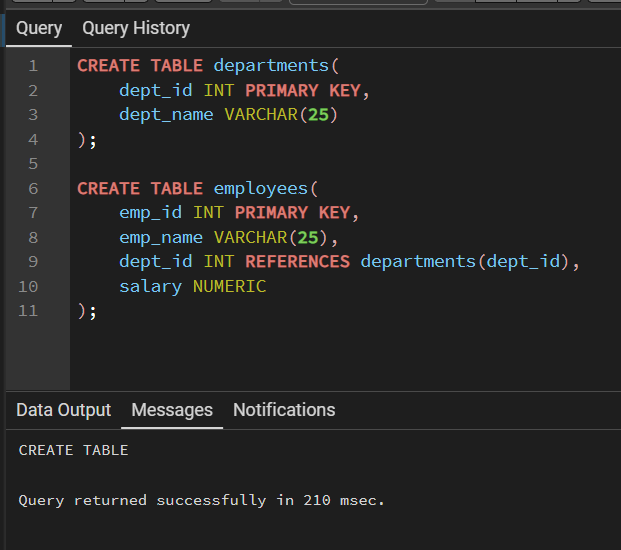 Query Query History
1 CREATE TABLE departments(
2 dept_id INT PRIMARY KEY,
3 dept_name VARCHAR(25)
4 );
5
6 CREATE TABLE employees(
7 emp_id INT PRIMARY KEY,
8 emp_name VARCHAR(25),
9 dept_id INT REFERENCES departments(dept_id),
10 salary NUMERIC
11 );
Data Output Messages Notifications
CREATE TABLE
Query returned successfully in 210 msec.